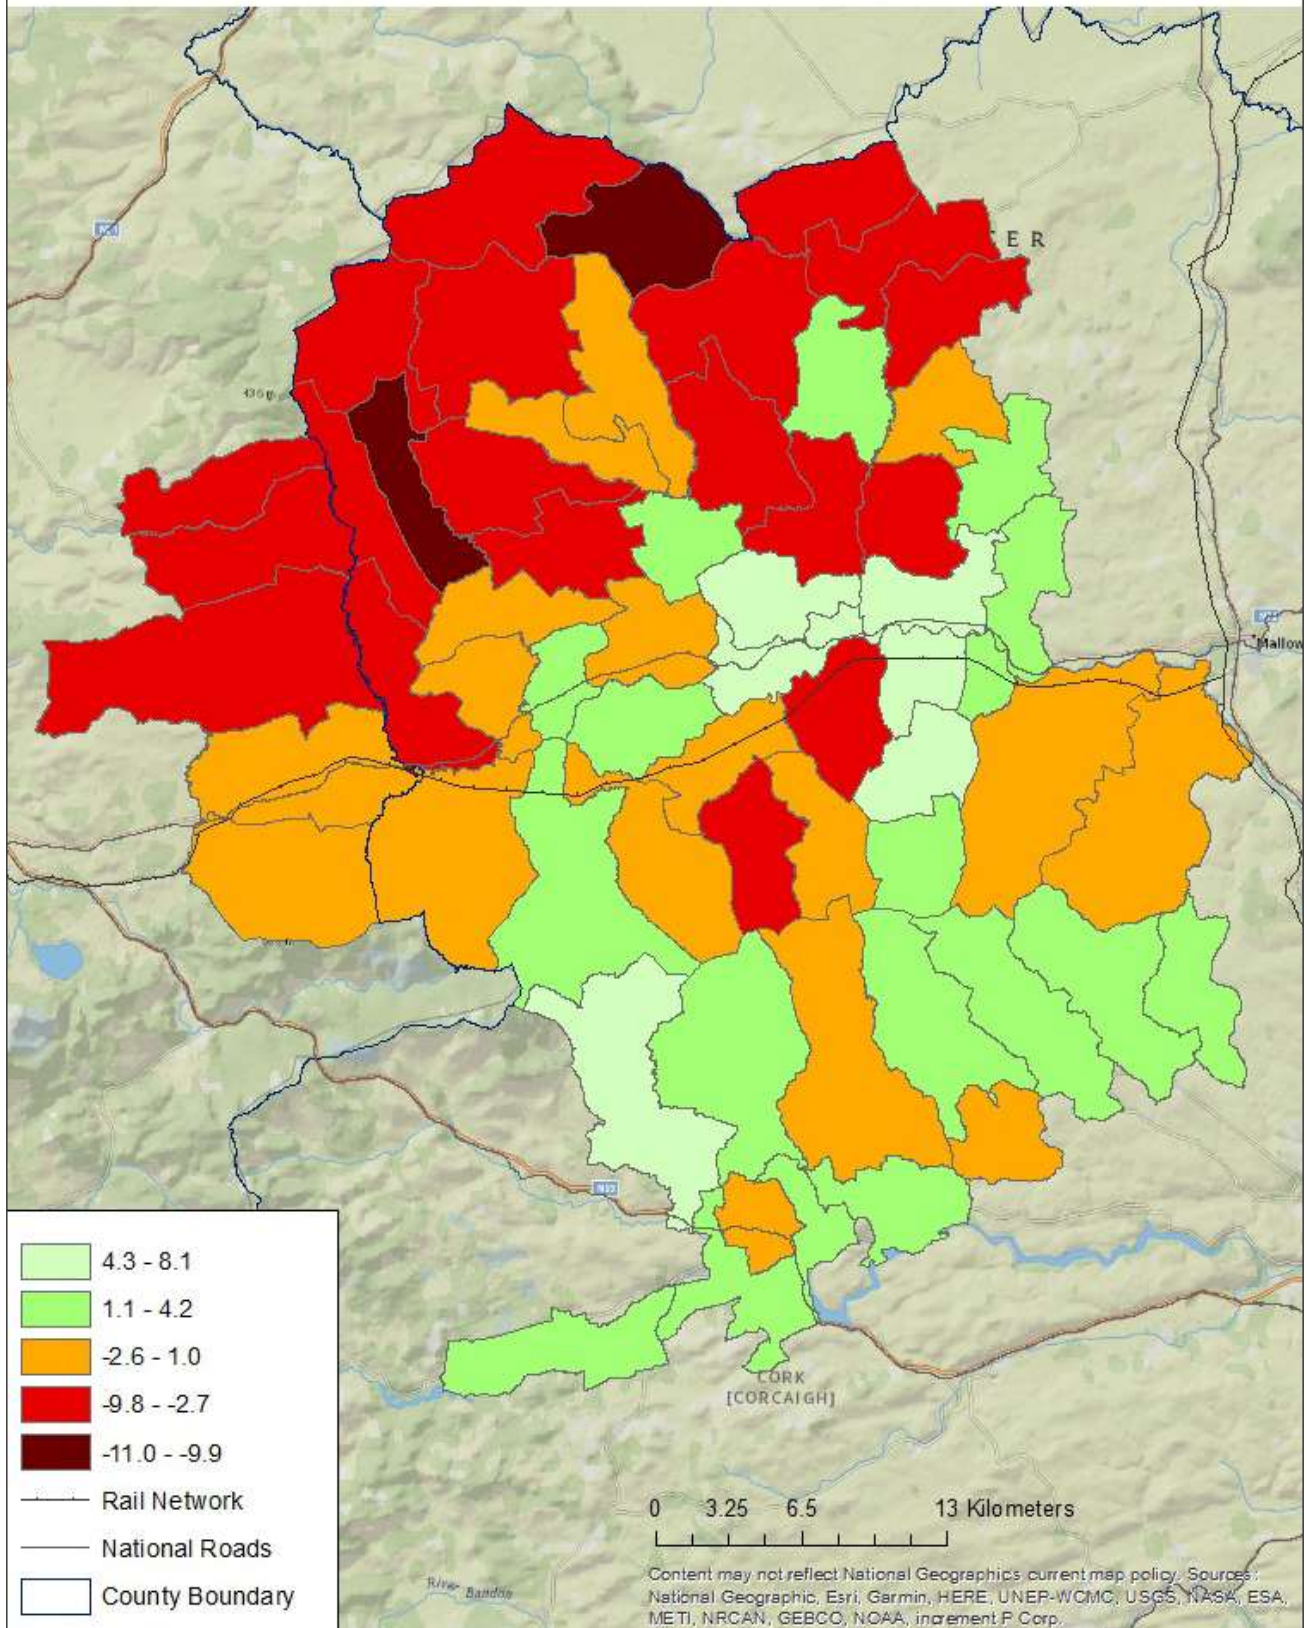 ER
Mallow
4.3 - 8.1
1.1 - 4.2
-2.6 - 1.0
-9.8 - -2.7
-11.0 - -9.9
Rail Network
National Roads
County Boundary
CORK
[CORCAIGH]
0 3.25 6.5 13 Kilometers
River Bandon
Content may not reflect National Geographic's current map policy. Sources:
National Geographic, Esri, Garmin, HERE, UNEP-WCMC, USGS, NASA, ESA,
METI, NRCAN, GEBCO, NOAA, increment P Corp.